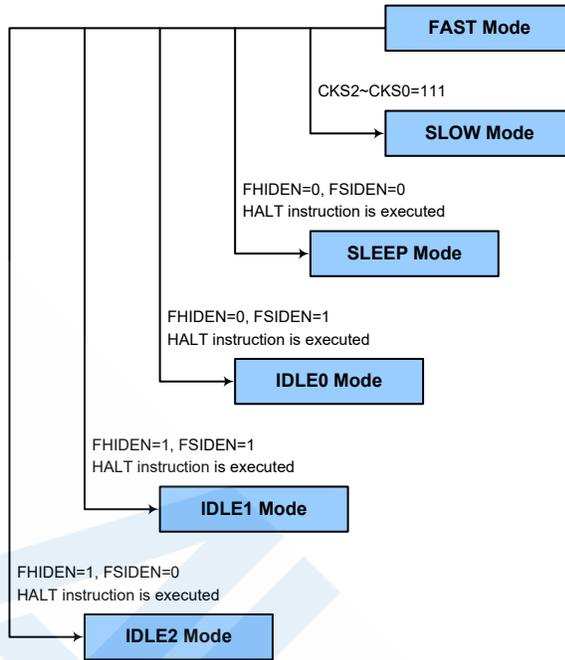 FAST Mode
CKS2~CKS0=111
SLOW Mode
FHIDEN=0, FSIDEN=0
HALT instruction is executed
SLEEP Mode
FHIDEN=0, FSIDEN=1
HALT instruction is executed
IDLE0 Mode
FHIDEN=1, FSIDEN=1
HALT instruction is executed
IDLE1 Mode
FHIDEN=1, FSIDEN=0
HALT instruction is executed
IDLE2 Mode